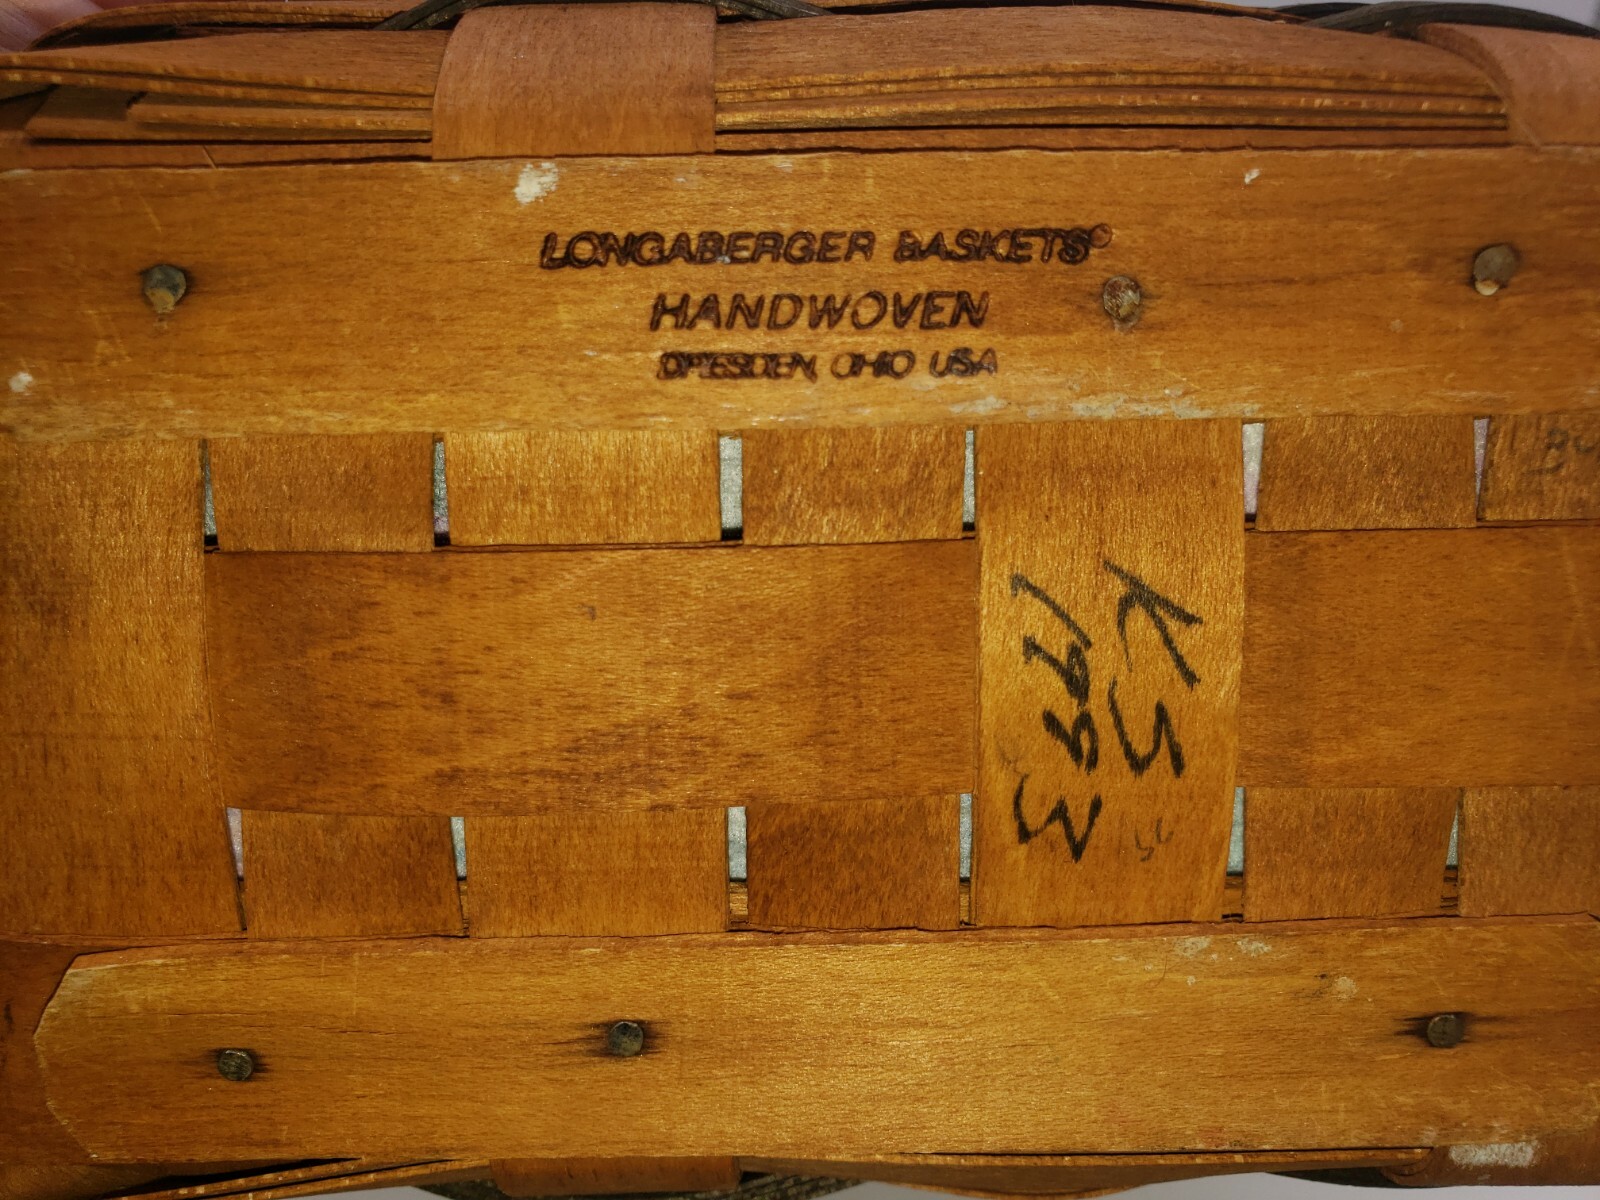 LONGABERGER BASKETS®
HANDWOVEN
DRESDEN, OHIO USA
KS
1993